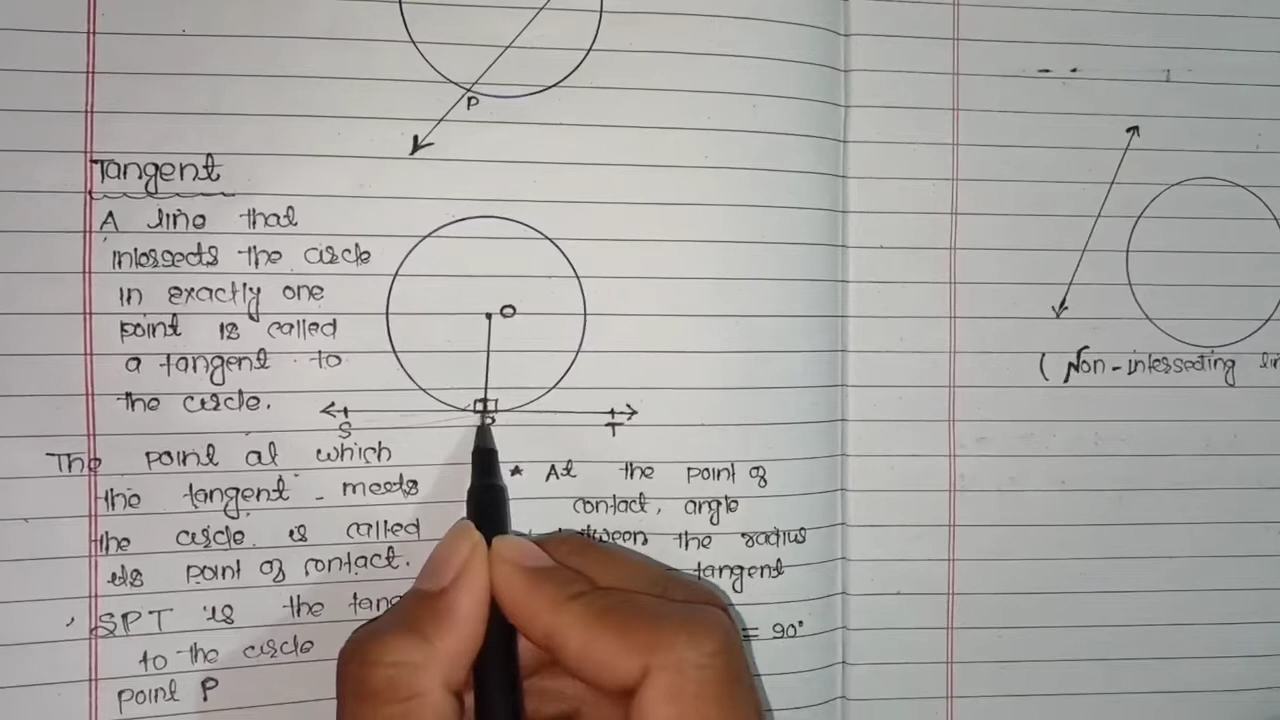 P
Tangent
A line that
intersects the circle
in exactly one
point is called
a tangent to
the circle.
O
S
T
(Non-intersecting
The point at which
the tangent meets
the circle is called
its point of contact.
SPT is the
to the circle
point P
* At the point of
contact, angle
the radius
tangent
= 90°